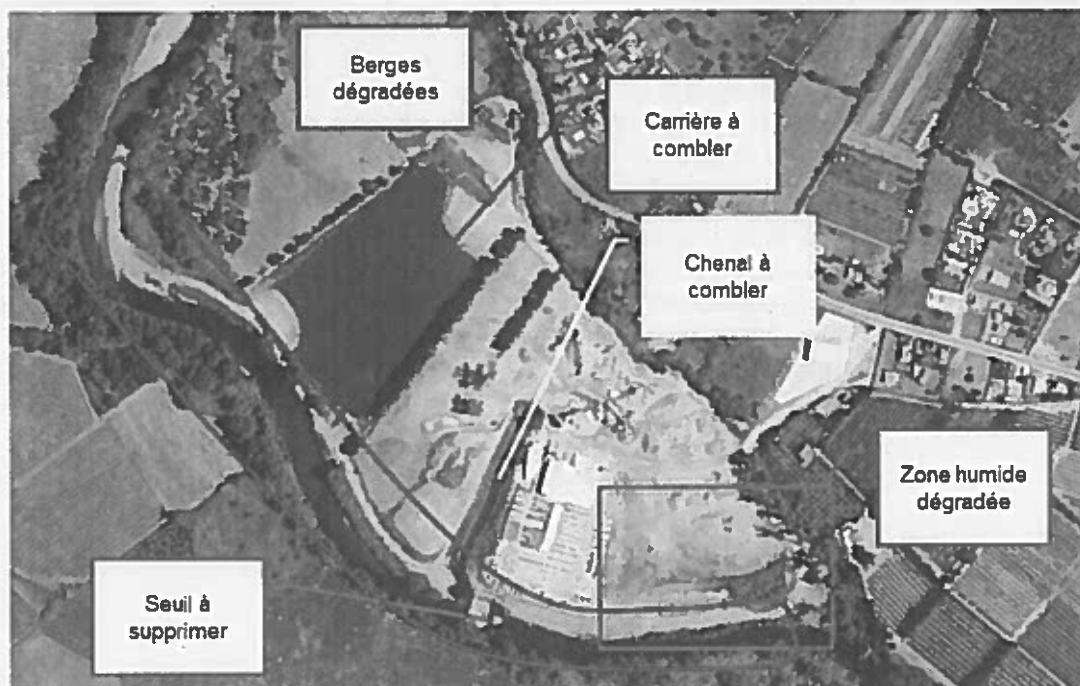 Berges
dégradées
Carrière à
combler
Chenal à
combler
Zone humide
dégradée
Seuil à
supprimer